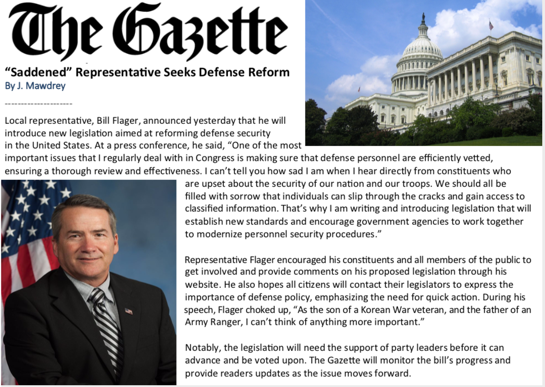 The Gazette
“Saddened” Representative Seeks Defense Reform
By J. Mawdrey
---------------------
Local representative, Bill Flager, announced yesterday that he will
introduce new legislation aimed at reforming defense security
in the United States. At a press conference, he said, “One of the most
important issues that I regularly deal with in Congress is making sure that defense personnel are efficiently vetted,
ensuring a thorough review and effectiveness. I can’t tell you how sad I am when I hear directly from constituents who
are upset about the security of our nation and our troops. We should all be
filled with sorrow that individuals can slip through the cracks and gain access to
classified information. That’s why I am writing and introducing legislation that will
establish new standards and encourage government agencies to work together
to modernize personnel security procedures.”
Representative Flager encouraged his constituents and all members of the public to
get involved and provide comments on his proposed legislation through his
website. He also hopes all citizens will contact their legislators to express the
importance of defense policy, emphasizing the need for quick action. During his
speech, Flager choked up, “As the son of a Korean War veteran, and the father of an
Army Ranger, I can’t think of anything more important.”
Notably, the legislation will need the support of party leaders before it can
advance and be voted upon. The Gazette will monitor the bill’s progress and
provide readers updates as the issue moves forward.